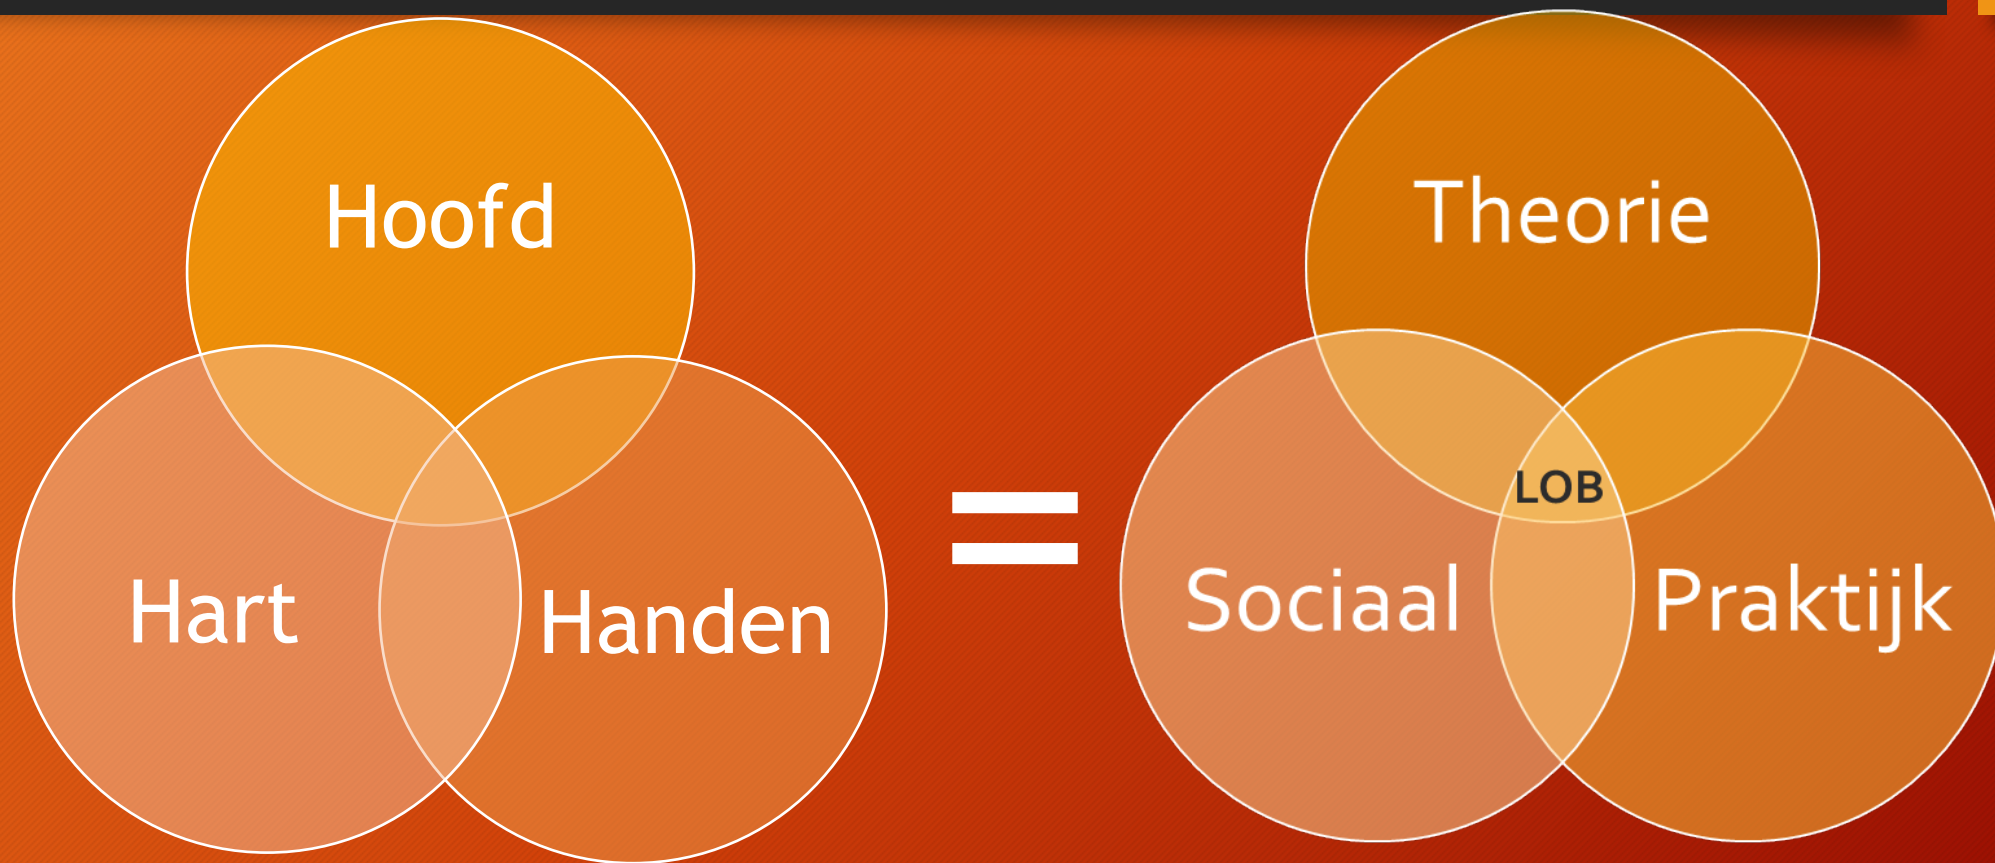 Hoofd
Hart
Handen
=
Theorie
LOB
Sociaal
Praktijk